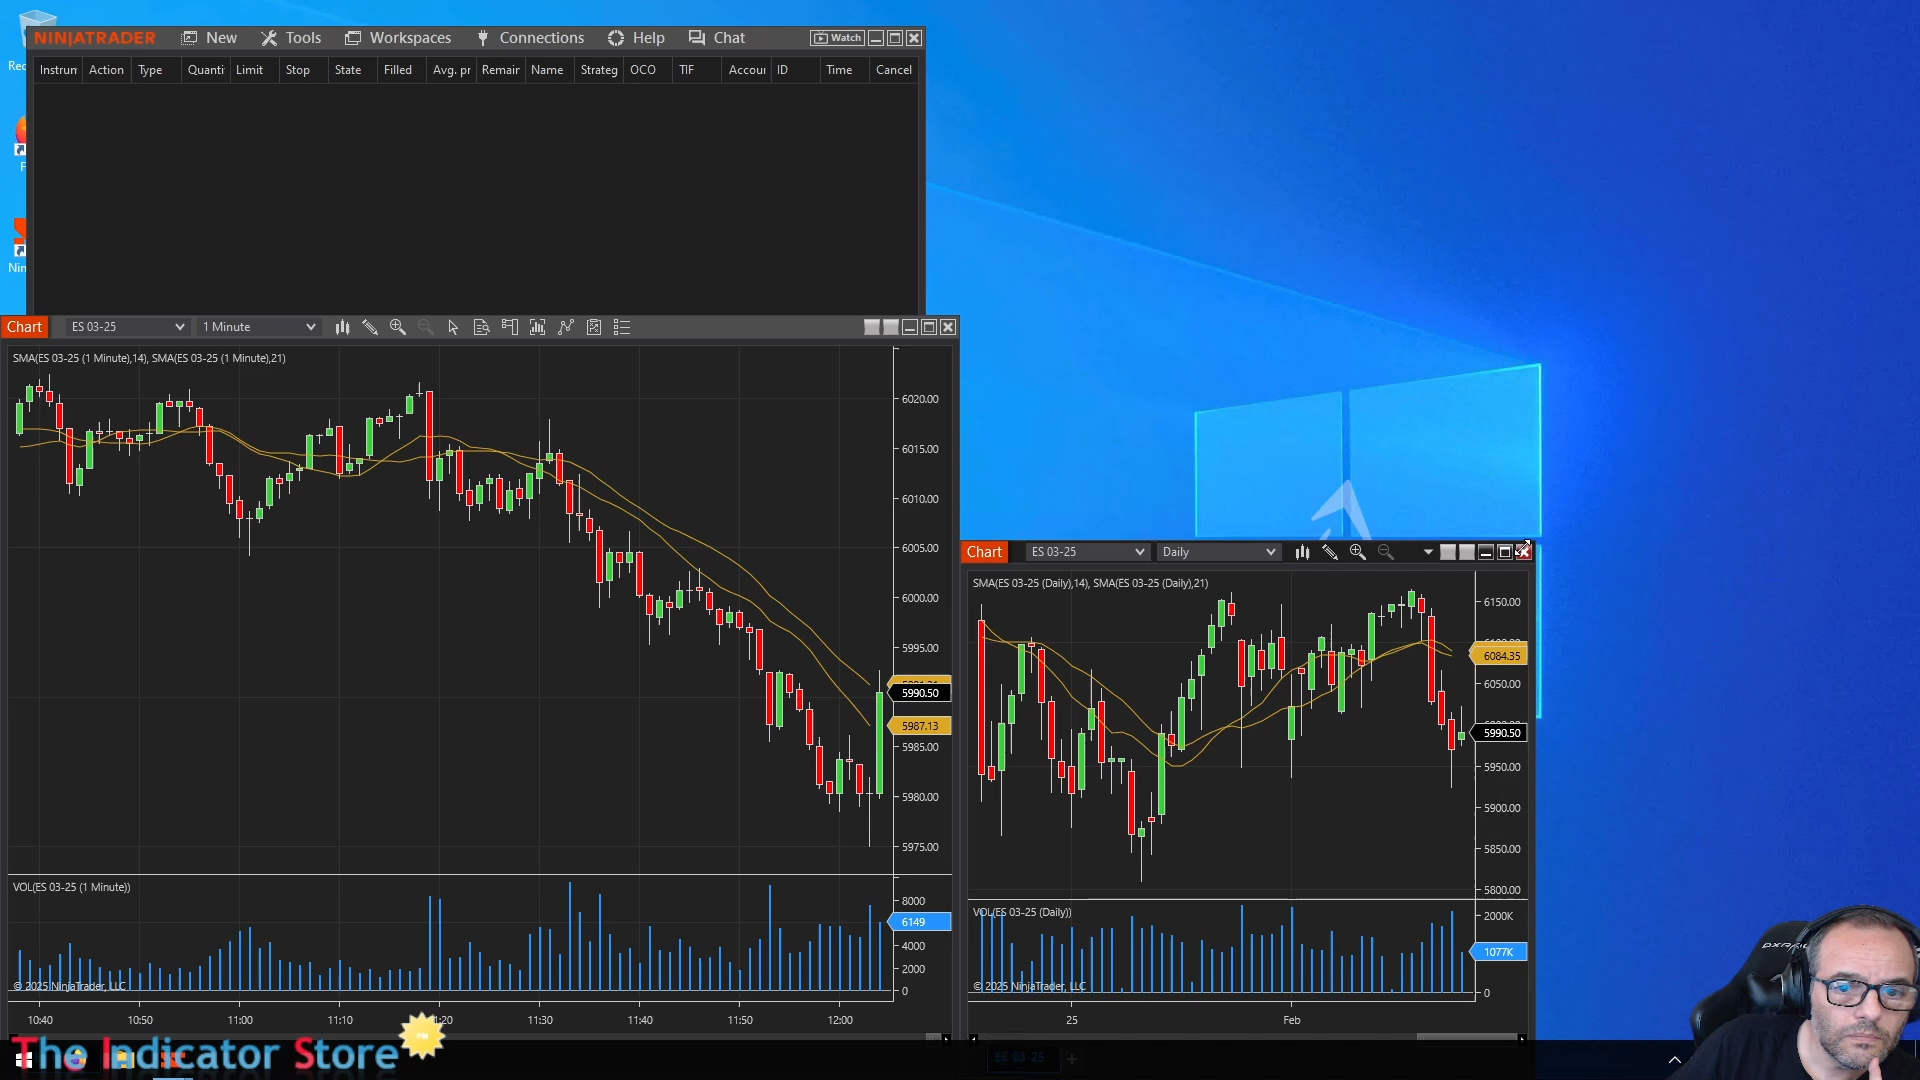 NINJATRADER New Tools Workspaces Connections Help Chat Watch
Instrun Action Type Quanti Limit Stop State Filled Avg. pr Remair Name Strateg OCO TIF Accour ID Time Cancel
Chart ES 03-25 1 Minute
SMA(ES 03-25 (1 Minute),14), SMA(ES 03-25 (1 Minute),21)
6020.00
6015.00
6010.00
6005.00
6000.00
5995.00
5990.50
5987.13
5985.00
5980.00
5975.00
VOL(ES 03-25 (1 Minute))
8000
6149
4000
2000
0
© 2025 NinjaTrader, LLC
10:40 10:50 11:00 11:10 11:20 11:30 11:40 11:50 12:00
Chart ES 03-25 Daily
SMA(ES 03-25 (Daily),14), SMA(ES 03-25 (Daily),21)
6150.00
6084.35
6050.00
5990.50
5950.00
5900.00
5850.00
5800.00
VOL(ES 03-25 (Daily))
2000K
1077K
0
© 2025 NinjaTrader, LLC
25 Feb
ES 03-25 +
The Indicator Store